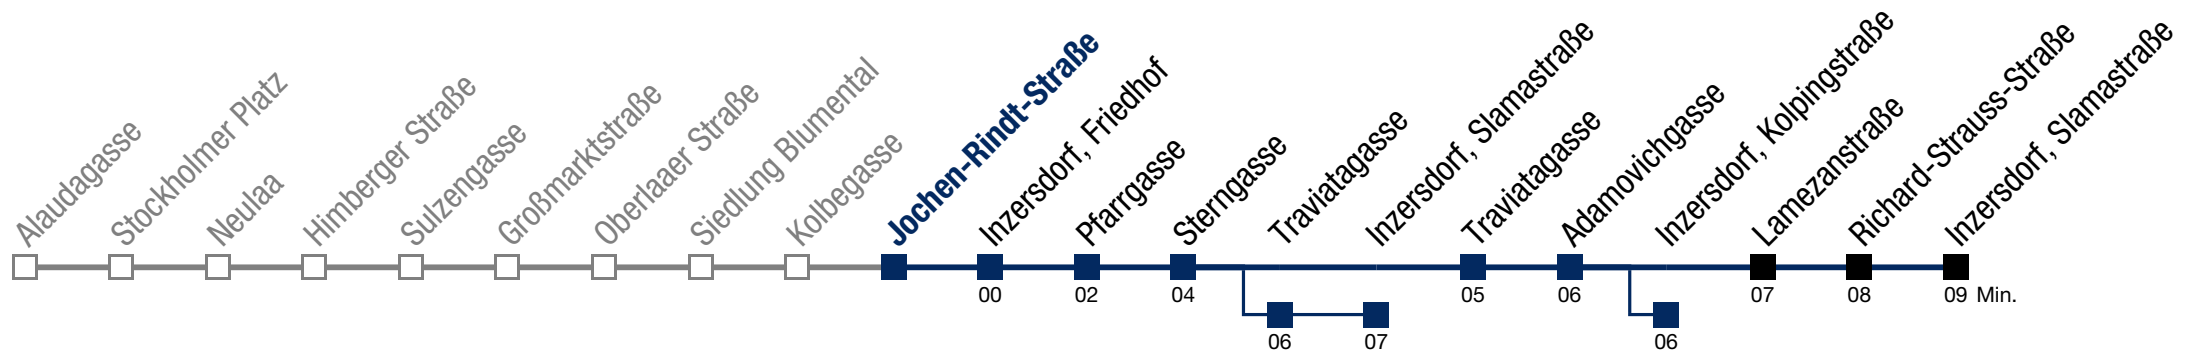 Alaudagasse
Stockholmer Platz
Neulaa
Himberger Straße
Sulzengasse
Großmarktstraße
Oberlaaer Straße
Siedlung Blumental
Kolbegasse
Jochen-Rindt-Straße
Inzersdorf, Friedhof
Pfarrgasse
Sterngasse
Traviatagasse
Inzersdorf, Slamastraße
Traviatagasse
Adamovichgasse
Inzersdorf, Kolpingstraße
Lamezanstraße
Richard-Strauss-Straße
Inzersdorf, Slamastraße
00 02 04 05 06 07 08 09 Min.
06 07 06